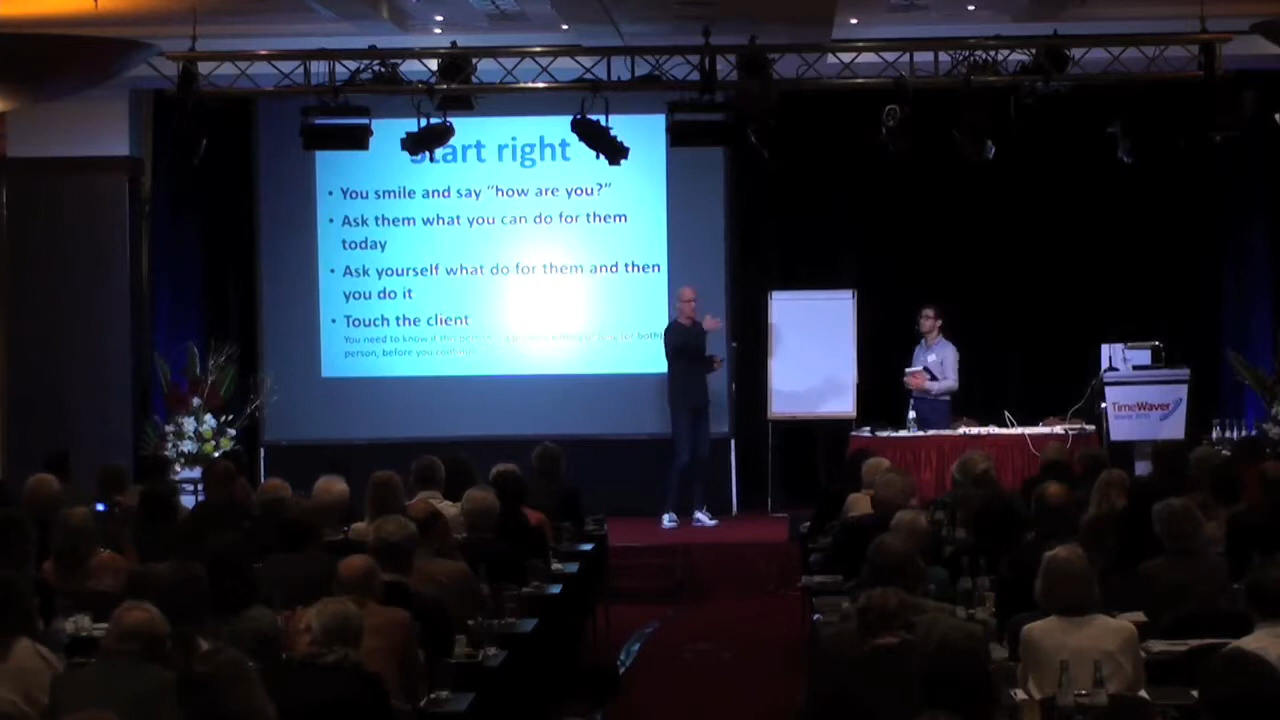 Start right
• You smile and say "how are you?"
• Ask them what you can do for them
today
• Ask yourself what do for them and then
you do it
• Touch the client
You need to know if this (or both)
person, before you continue
TimeWaver